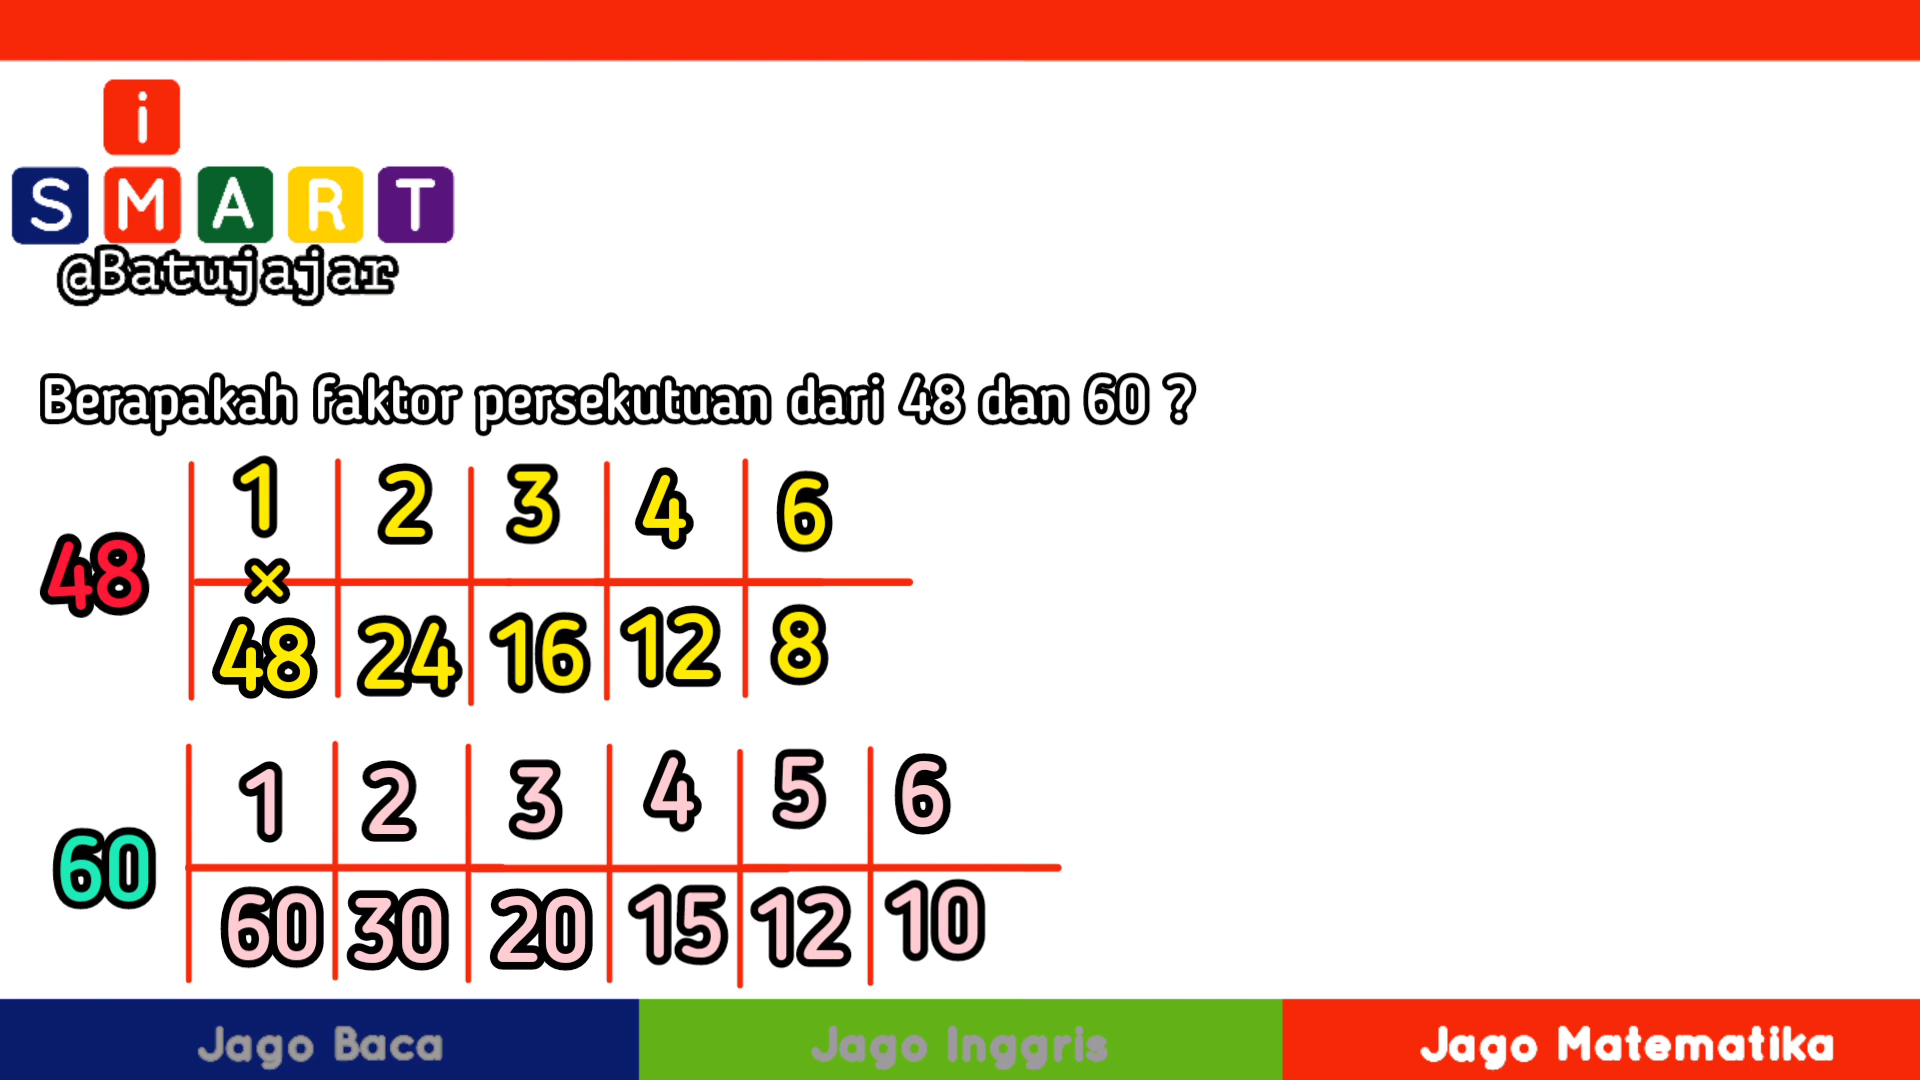 i
SMART
@Batujajar
Berapakah faktor persekutuan dari 48 dan 60 ?
1 2 3 4 6
48 ×
48 24 16 12 8
1 2 3 4 5 6
60
60 30 20 15 12 10
Jago Baca Jago Inggris Jago Matematika